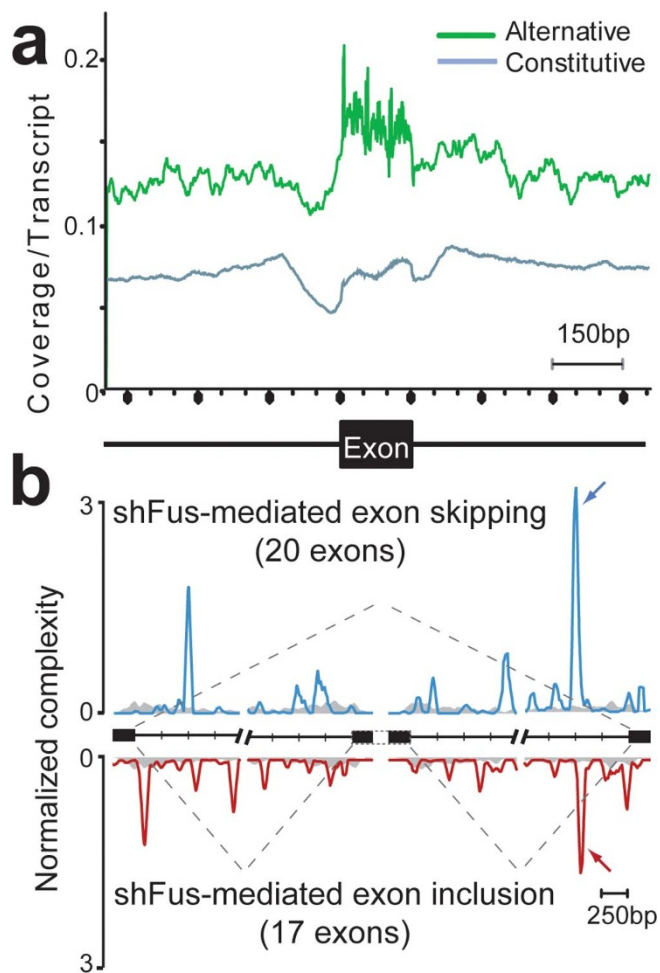 a
Alternative
Constitutive
Coverage/Transcript
0.2
0.1
0
150bp
Exon
b
3
shFus-mediated exon skipping
(20 exons)
Normalized complexity
0
0
shFus-mediated exon inclusion
(17 exons)
250bp
3